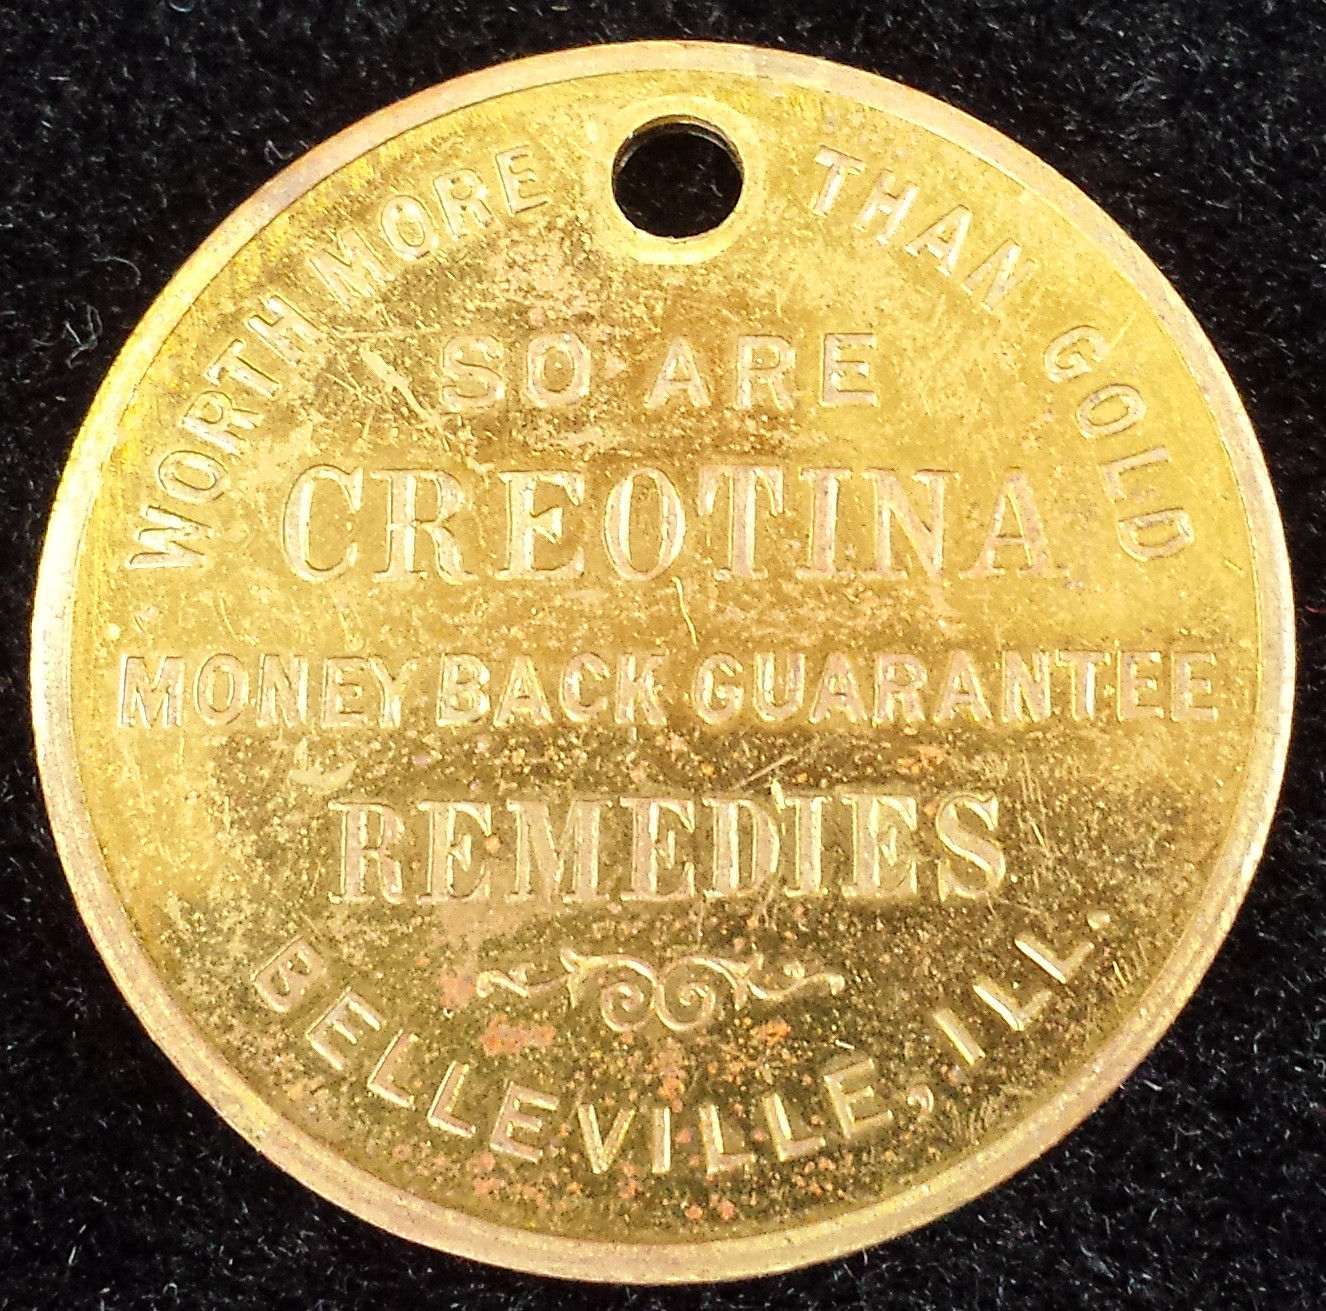 WORTH MORE THAN GOLD
SO ARE
CREOTINA
MONEY BACK GUARANTEE
REMEDIES
BELLEVILLE, ILL.